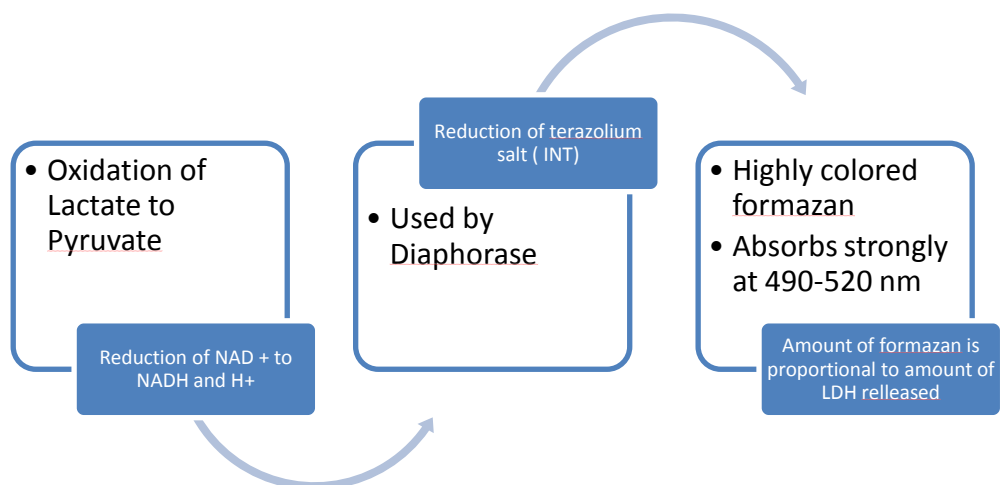 • Oxidation of
Lactate to
Pyruvate
Reduction of NAD + to
NADH and H+
Reduction of terazolium
salt ( INT)
• Used by
Diaphorase
• Highly colored
formazan
• Absorbs strongly
at 490-520 nm
Amount of formazan is
proportional to amount of
LDH relleased